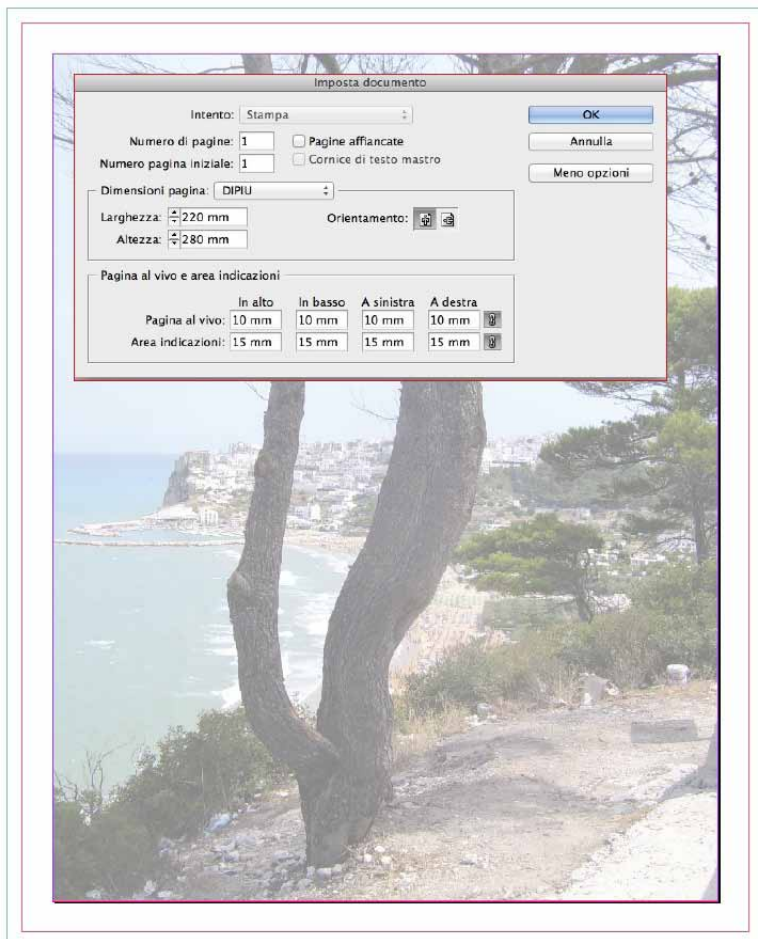 Imposta documento
Intento: Stampa
OK
Numero di pagine: 1 Pagine affiancate
Annulla
Numero pagina iniziale: 1 Cornice di testo mastro
Meno opzioni
Dimensioni pagina: DIPIU
Larghezza: 220 mm Orientamento:
Altezza: 280 mm
Pagina al vivo e area indicazioni
In alto In basso A sinistra A destra
Pagina al vivo: 10 mm 10 mm 10 mm 10 mm
Area indicazioni: 15 mm 15 mm 15 mm 15 mm